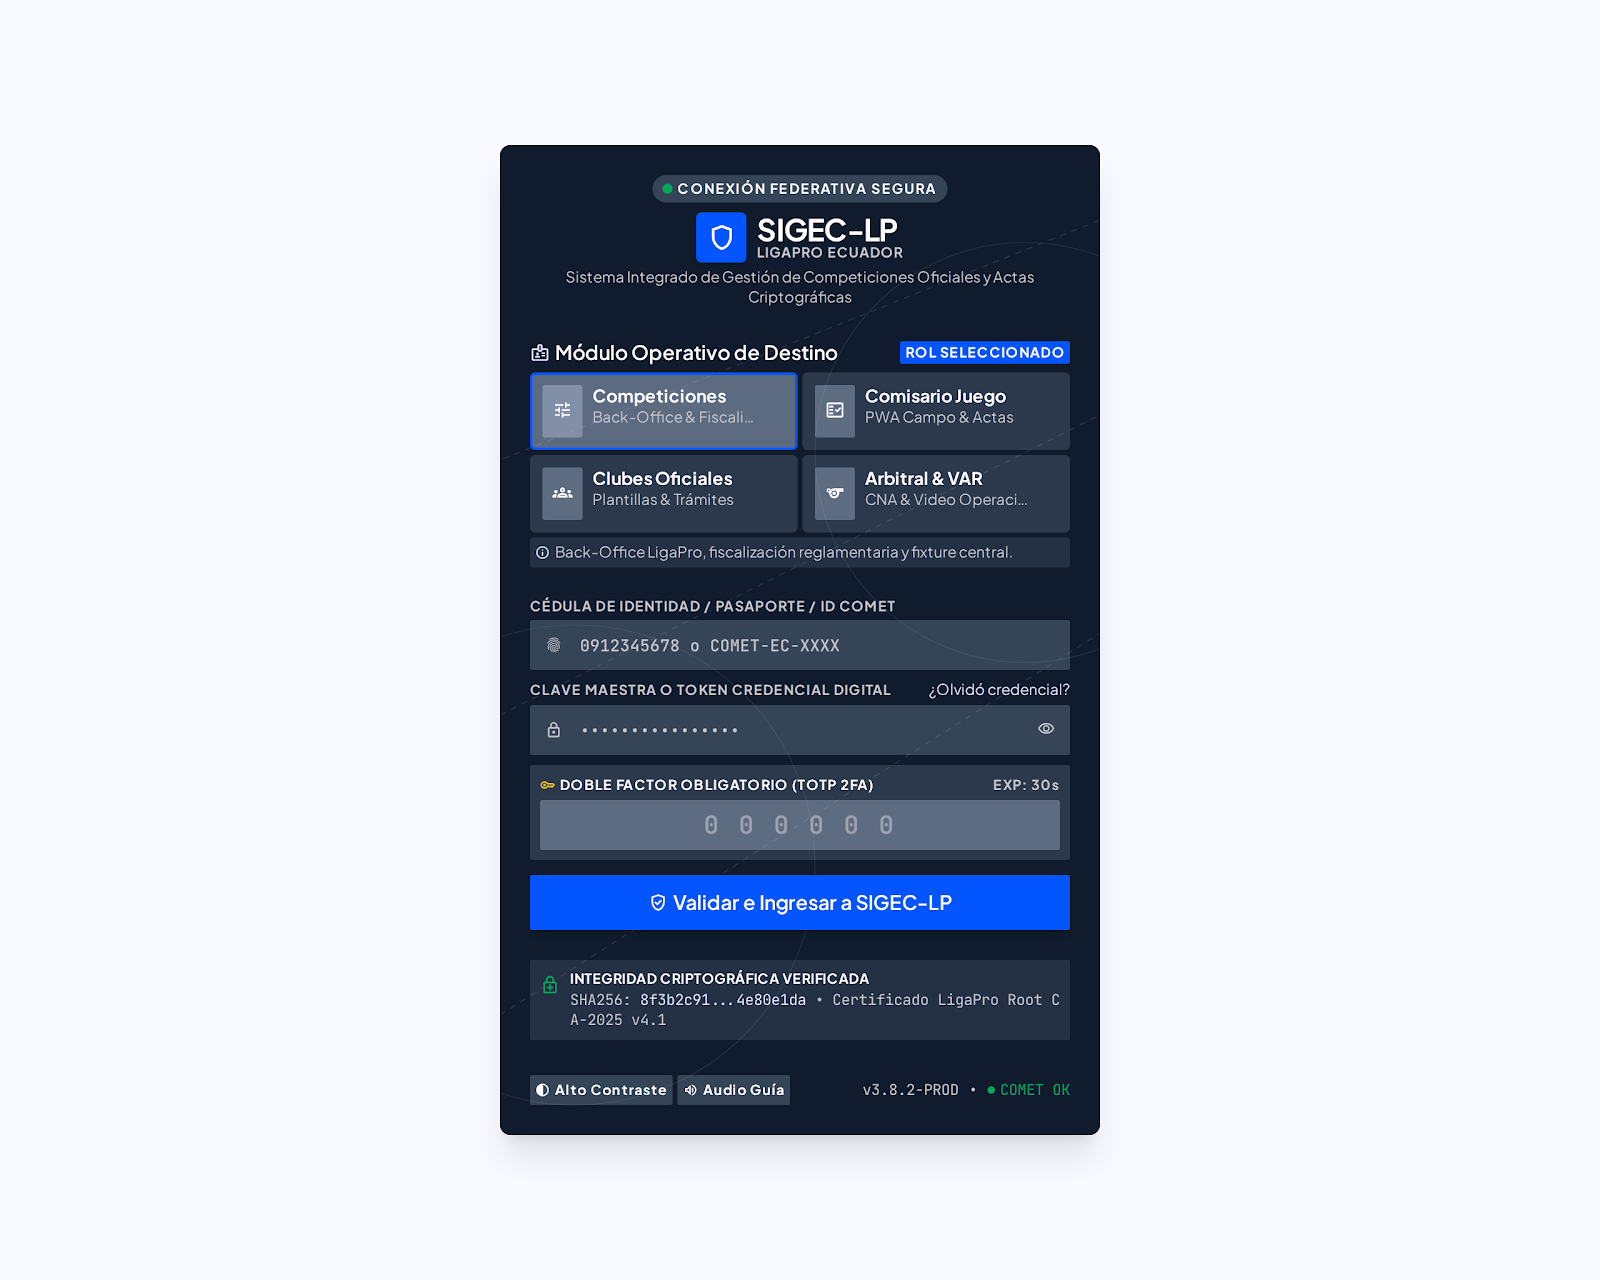 CONEXIÓN FEDERATIVA SEGURA
SIGEC-LP
LIGAPRO ECUADOR
Sistema Integrado de Gestión de Competiciones Oficiales y Actas
Criptográficas
Módulo Operativo de Destino
ROL SELECCIONADO
Competiciones
Back-Office & Fiscali...
Comisario Juego
PWA Campo & Actas
Clubes Oficiales
Plantillas & Trámites
Arbitral & VAR
CNA & Video Operaci...
Back-Office LigaPro, fiscalización reglamentaria y fixture central.
CÉDULA DE IDENTIDAD / PASAPORTE / ID COMET
0912345678 o COMET-EC-XXXX
CLAVE MAESTRA O TOKEN CREDENCIAL DIGITAL
¿Olvidó credencial?
••••••••••••••••
DOBLE FACTOR OBLIGATORIO (TOTP 2FA)
EXP: 30s
0 0 0 0 0 0
Validar e Ingresar a SIGEC-LP
INTEGRIDAD CRIPTOGRÁFICA VERIFICADA
SHA256: 8f3b2c91...4e80e1da • Certificado LigaPro Root C
A-2025 v4.1
Alto Contraste
Audio Guía
v3.8.2-PROD •
COMET OK